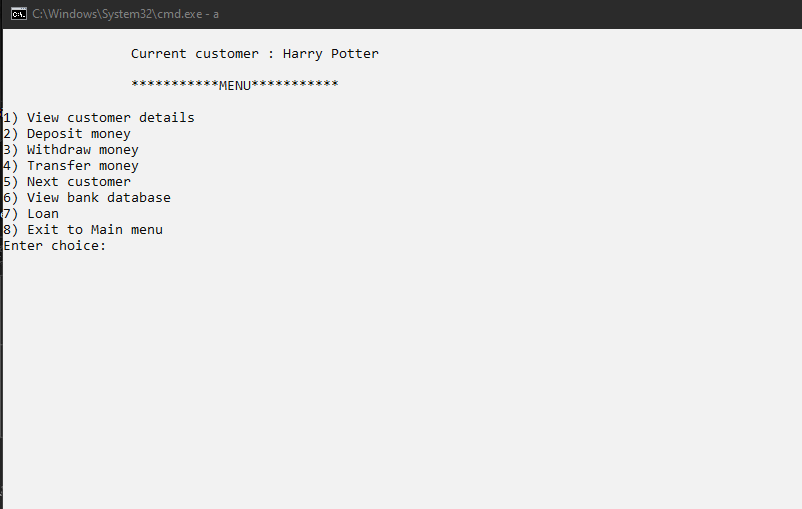 C:\Windows\System32\cmd.exe - a
Current customer : Harry Potter
***********MENU***********
1) View customer details
2) Deposit money
3) Withdraw money
4) Transfer money
5) Next customer
6) View bank database
7) Loan
8) Exit to Main menu
Enter choice: